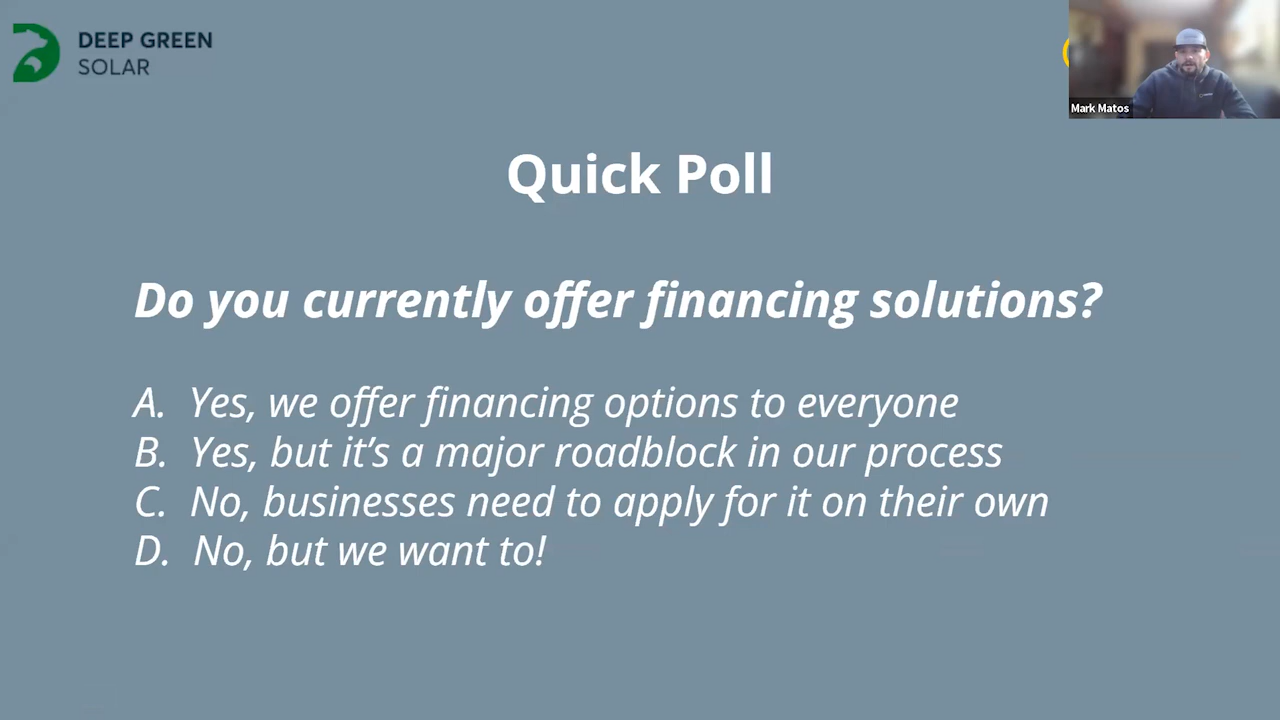 DEEP GREEN
SOLAR
Mark Matos
Quick Poll
Do you currently offer financing solutions?
A. Yes, we offer financing options to everyone
B. Yes, but it’s a major roadblock in our process
C. No, businesses need to apply for it on their own
D. No, but we want to!